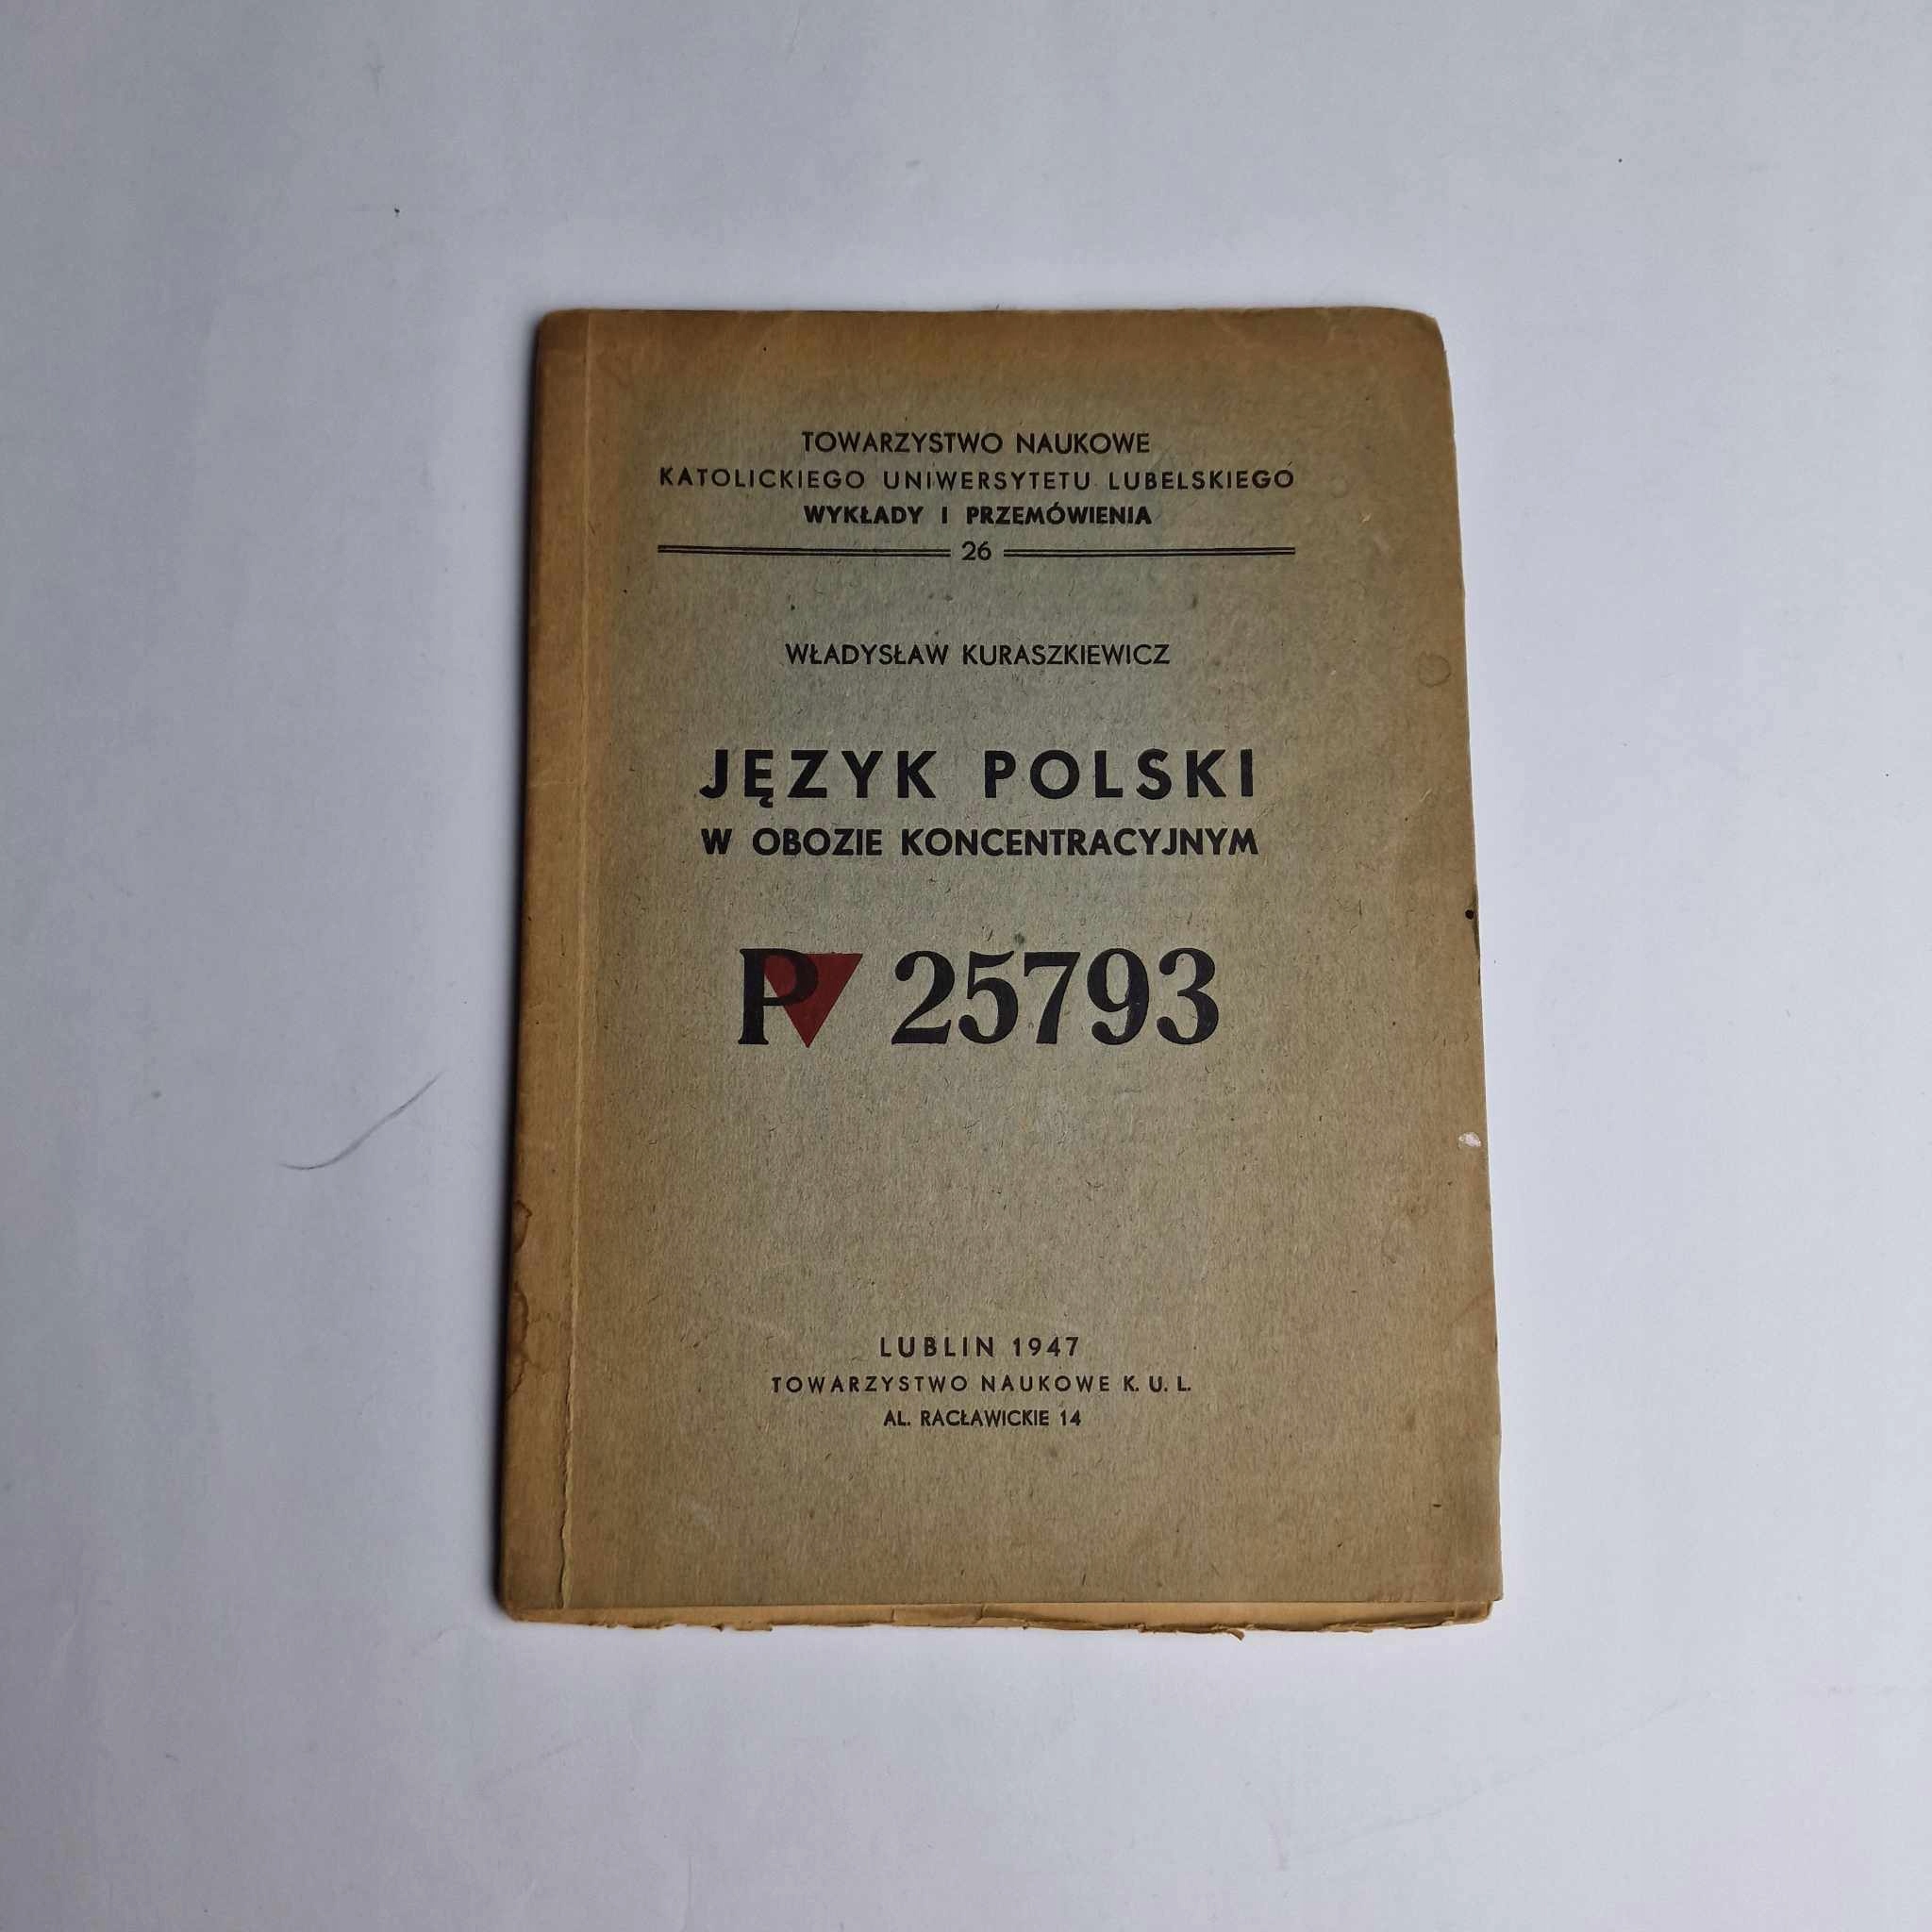 TOWARZYSTWO NAUKOWE
KATOLICKIEGO UNIWERSYTETU LUBELSKIEGO
WYKŁADY I PRZEMÓWIENIA
26
WŁADYSŁAW KURASZKIEWICZ
JĘZYK POLSKI
W OBOZIE KONCENTRACYJNYM
P 25793
LUBLIN 1947
TOWARZYSTWO NAUKOWE K. U. L.
AL. RACŁAWICKIE 14